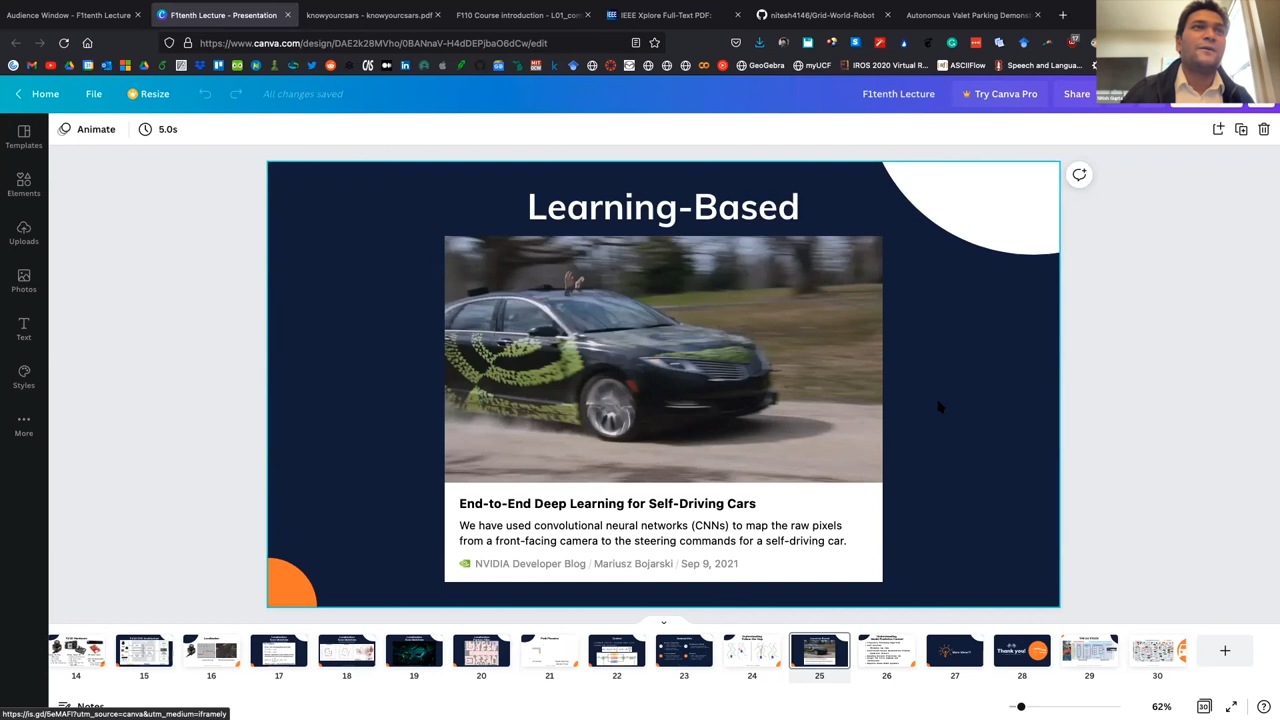 Audience Window - F1tenth Lecture
F1tenth Lecture - Presentation
knowyourcsars - knowyourcsars.pdf
F110 Course introduction - L01_con
IEEE Xplore Full-Text PDF:
nitesh4146/Grid-World-Robot
Autonomous Valet Parking Demonst
https://www.canva.com/design/DAE2k28MVho/0BANnaV-H4dDEPjbaO6dCw/edit
GeoGebra
myUCF
IROS 2020 Virtual R...
ASCIIFlow
Speech and Langua...
Home
File
Resize
All changes saved
F1tenth Lecture
Try Canva Pro
Share
Templates
Animate
5.0s
Elements
Uploads
Photos
Text
Styles
More
Learning-Based
End-to-End Deep Learning for Self-Driving Cars
We have used convolutional neural networks (CNNs) to map the raw pixels
from a front-facing camera to the steering commands for a self-driving car.
NVIDIA Developer Blog / Mariusz Bojarski / Sep 9, 2021
14 15 16 17 18 19 20 21 22 23 24 25 26 27 28 29 30
Thank you!
Notes
https://is.gd/5eMAFI?utm_source=canva&utm_medium=iframely
62%
30